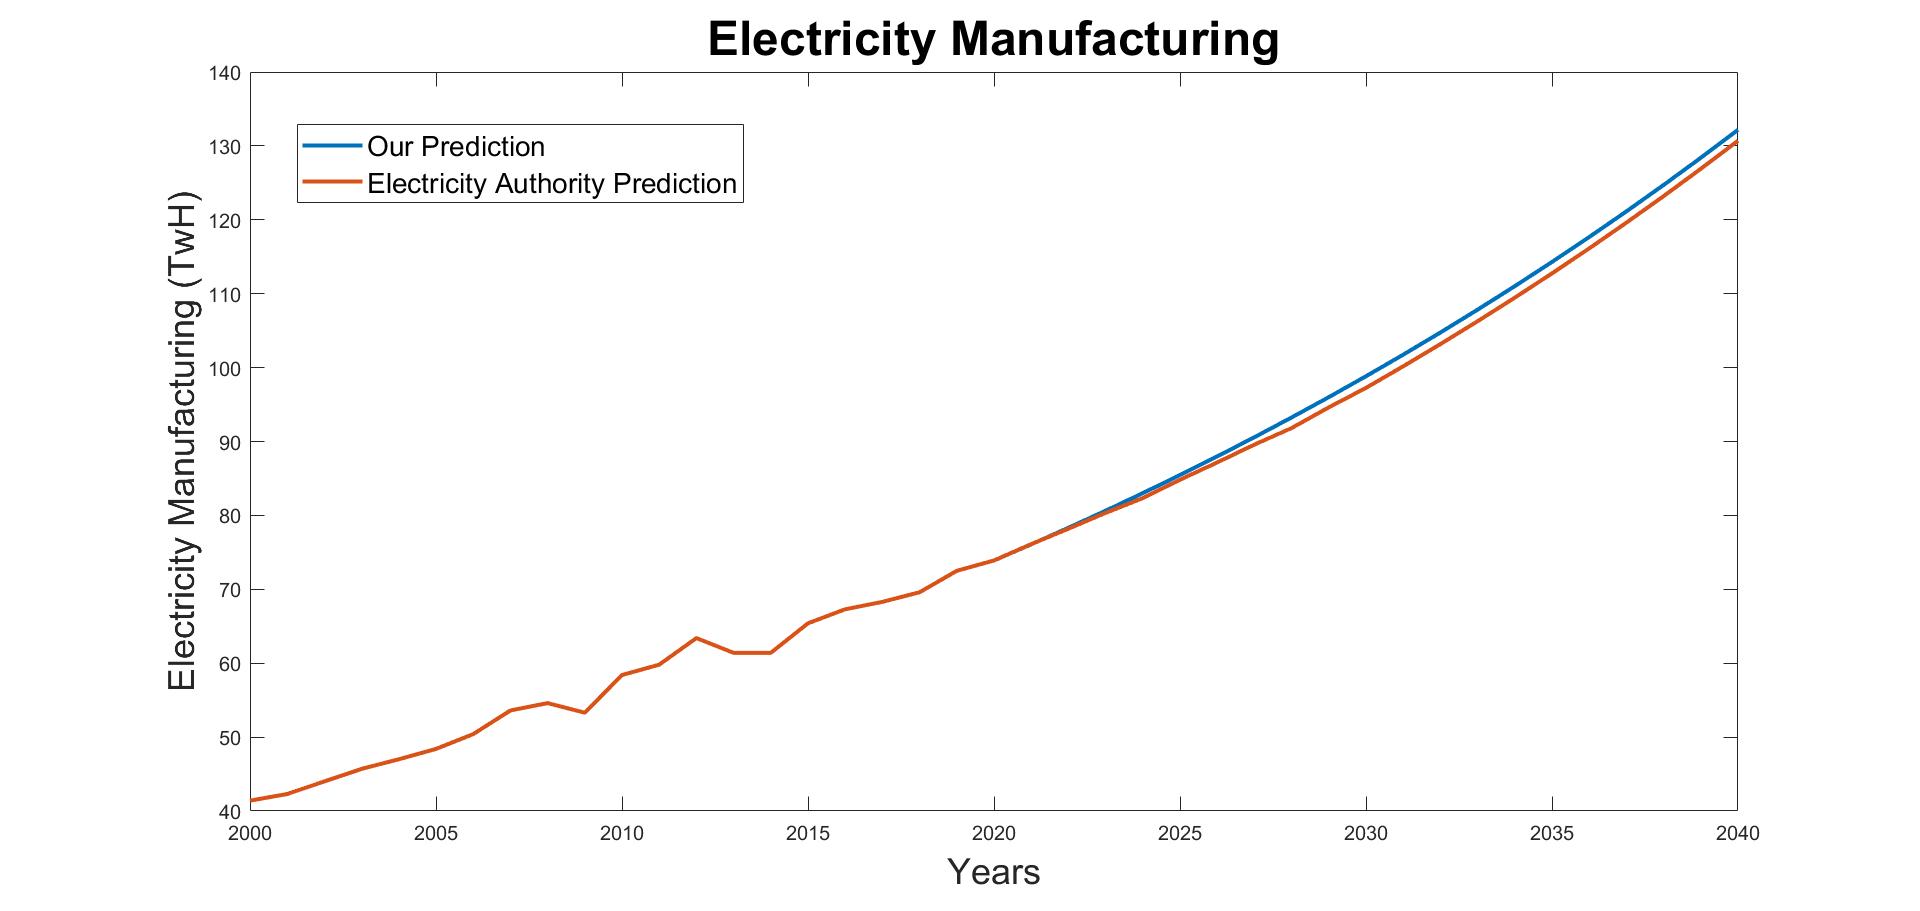 Electricity Manufacturing
Our Prediction
Electricity Authority Prediction
Electricity Manufacturing (TwH)
140
130
120
110
100
90
80
70
60
50
40
2000 2005 2010 2015 2020 2025 2030 2035 2040
Years